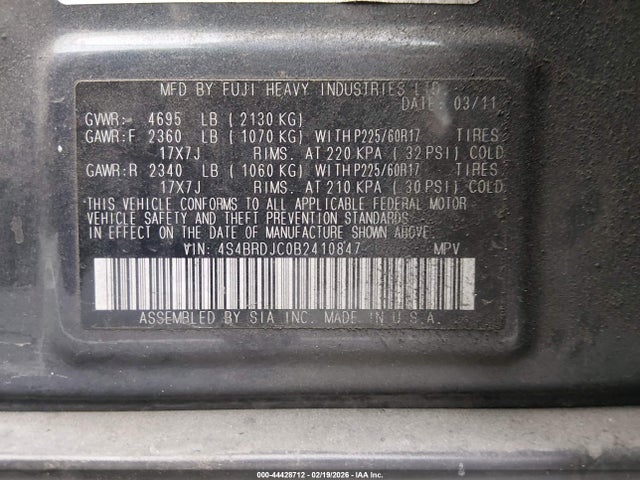 MFD BY FUJI HEAVY INDUSTRIES LTD.
DATE: 03/11
GVWR: 4695 LB (2130 KG)
GAWR:F 2360 LB (1070 KG) WITH P225/60R17 TIRES
17X7J RIMS. AT 220 KPA (32 PSI) COLD
GAWR:R 2340 LB (1060 KG) WITH P225/60R17 TIRES
17X7J RIMS. AT 210 KPA (30 PSI) COLD
THIS VEHICLE CONFORMS TO ALL APPLICABLE FEDERAL MOTOR
VEHICLE SAFETY AND THEFT PREVENTION STANDARDS
IN EFFECT ON THE DATE OF MANUFACTURE SHOWN ABOVE.
VIN: 4S4BRDJC0B2410847 MPV
ASSEMBLED BY SIA INC. MADE IN U.S.A.
000-44428712 - 02/19/2026 - IAA Inc.